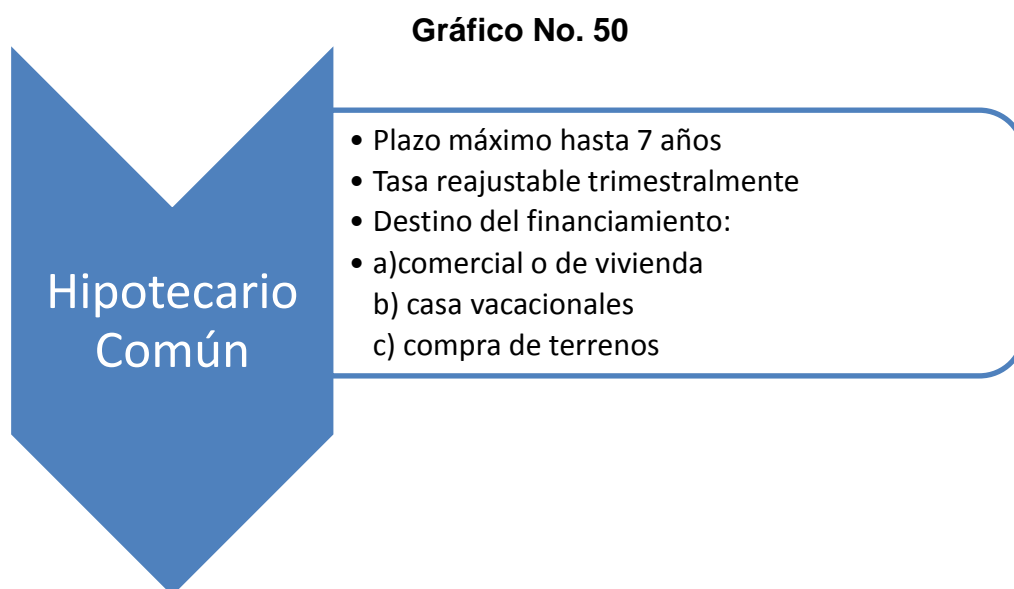 Gráfico No. 50
Hipotecario
Común
• Plazo máximo hasta 7 años
• Tasa reajustable trimestralmente
• Destino del financiamiento:
• a)comercial o de vivienda
b) casa vacacionales
c) compra de terrenos